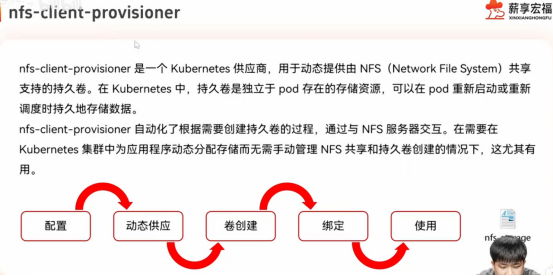 nfs-client-provisioner
薪享宏福
XINXIANGHONGFU
nfs-client-provisioner 是一个 Kubernetes 供应商，用于动态提供由 NFS（Network File System）共享
支持的持久卷。在 Kubernetes 中，持久卷是独立于 pod 存在的存储资源，可以在 pod 重新启动或重新
调度时持久地存储数据。
nfs-client-provisioner 自动化了根据需要创建持久卷的过程，通过与 NFS 服务器交互。在需要在
Kubernetes 集群中为应用程序动态分配存储而无需手动管理 NFS 共享和持久卷创建的情况下，这尤其有
用。
配置
动态供应
卷创建
绑定
使用